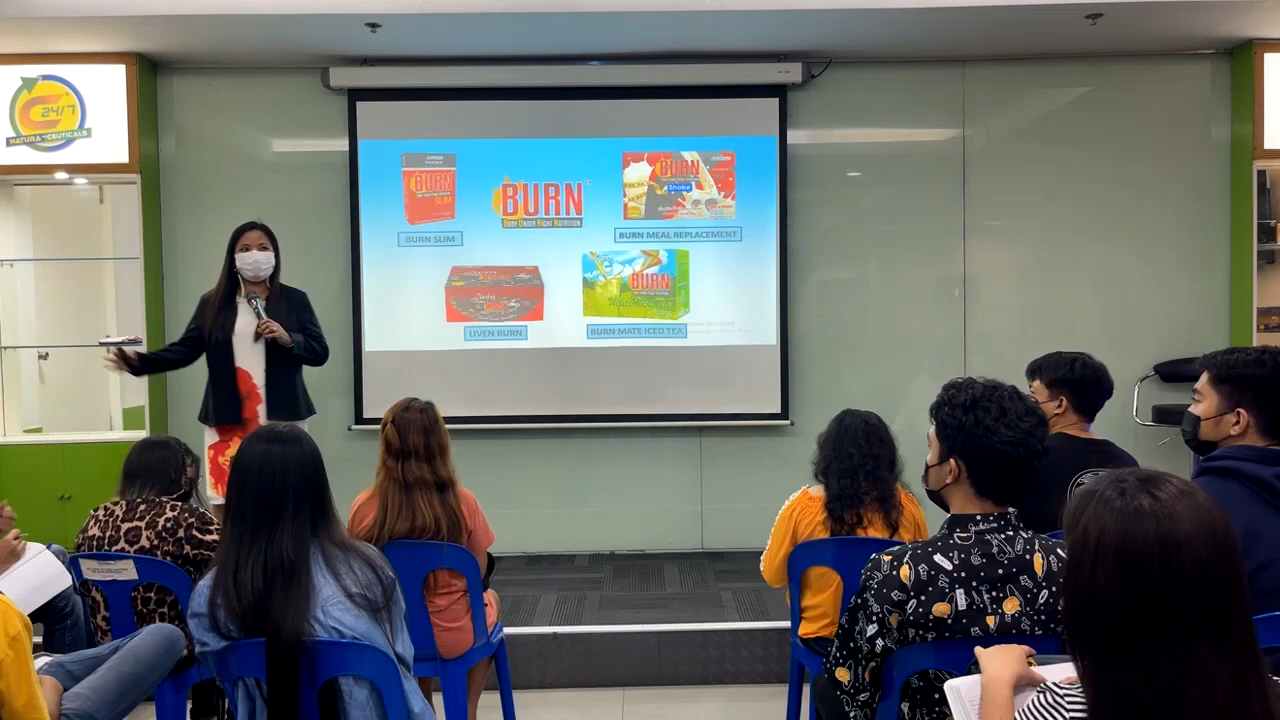 24/7
NATURA-CEUTICALS
BURN
SLIM
BURN SLIM
BURN™
BODY UNDER RIGHT NUTRITION
BURN
Shake
BURN MEAL REPLACEMENT
LIVEN BURN
BURN
BURN MATE ICED TEA